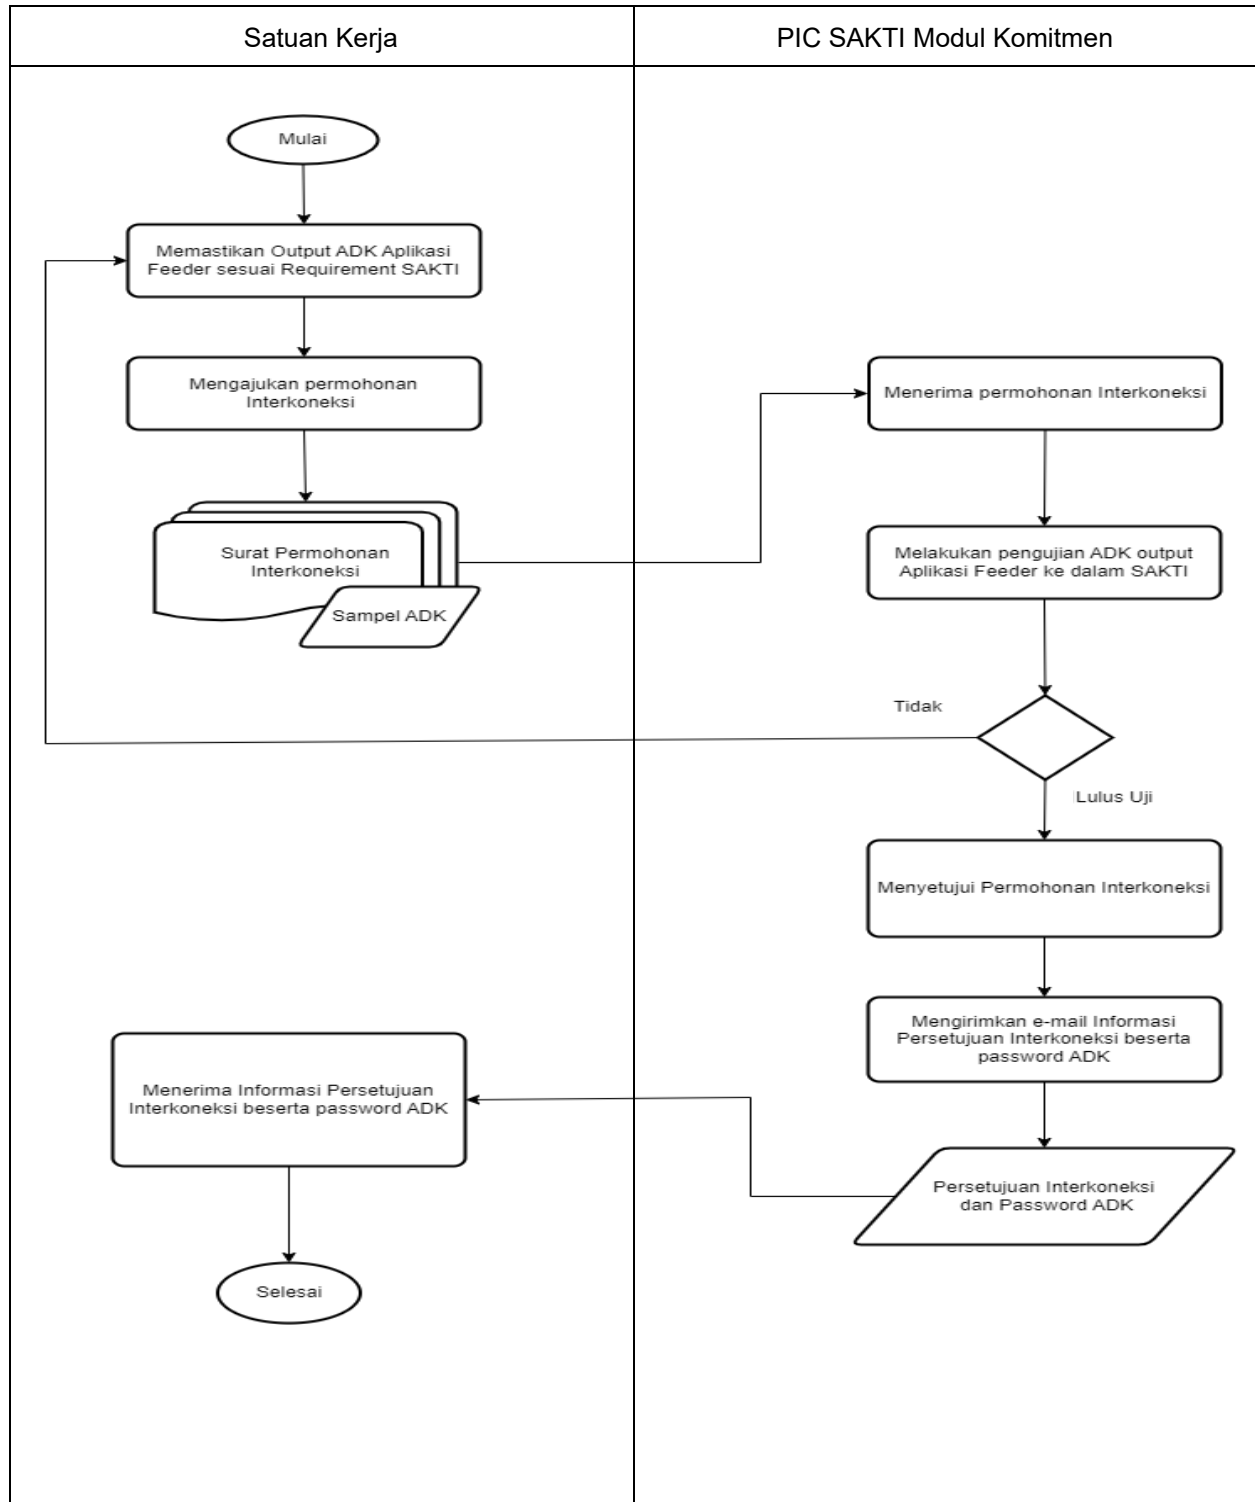 Satuan Kerja
PIC SAKTI Modul Komitmen
Mulai
Memastikan Output ADK Aplikasi
Feeder sesuai Requirement SAKTI
Mengajukan permohonan
Interkoneksi
Surat Permohonan
Interkoneksi
Sampel ADK
Menerima permohonan Interkoneksi
Melakukan pengujian ADK output
Aplikasi Feeder ke dalam SAKTI
Tidak
Lulus Uji
Menyetujui Permohonan Interkoneksi
Mengirimkan e-mail Informasi
Persetujuan Interkoneksi beserta
password ADK
Persetujuan Interkoneksi
dan Password ADK
Menerima Informasi Persetujuan
Interkoneksi beserta password ADK
Selesai